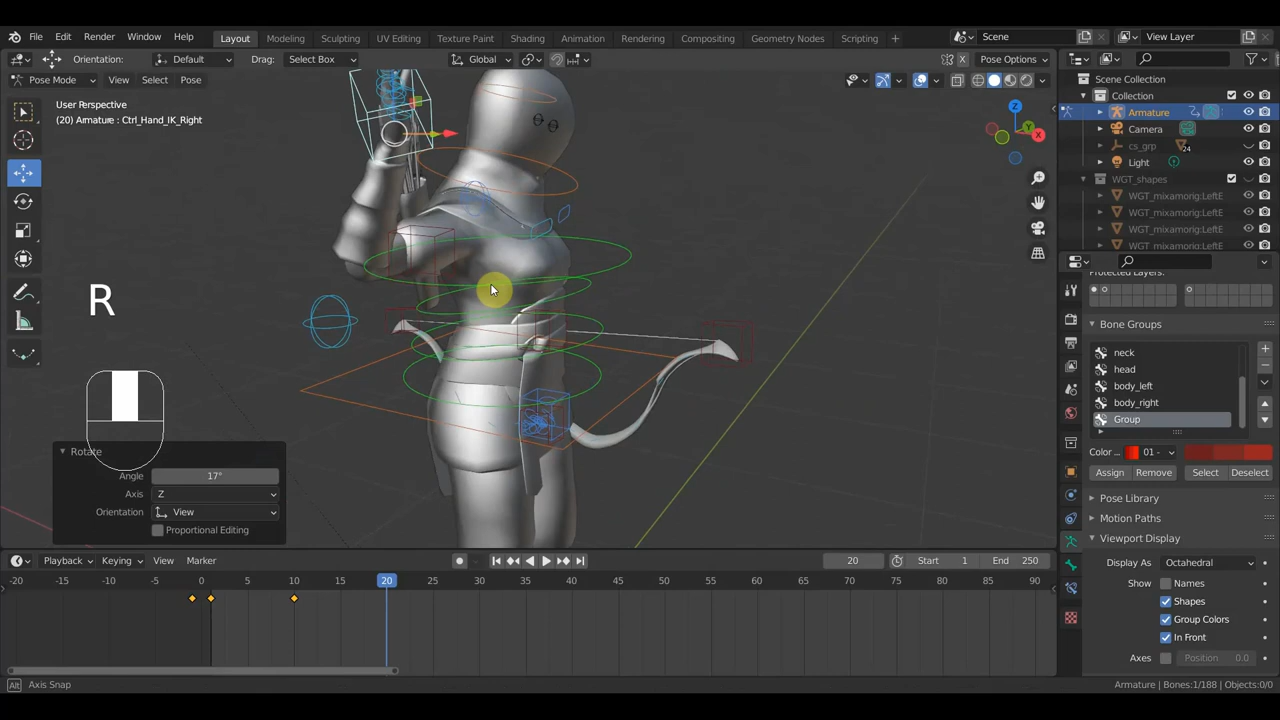 File Edit Render Window Help Layout Modeling Sculpting UV Editing Texture Paint Shading Animation Rendering Compositing Geometry Nodes Scripting + Scene View Layer
Orientation: Default Drag: Select Box Global X Pose Options
Pose Mode View Select Pose
User Perspective
(20) Armature : Ctrl_Hand_IK_Right
Z
Y
X
Scene Collection
Collection
Armature
Camera
cs_grp 24
Light
WGT_shapes
WGT_mixamorig:LeftE
WGT_mixamorig:LeftE
WGT_mixamorig:LeftE
WGT_mixamorig:LeftE
Protected Layers:
Bone Groups
neck
head
body_left
body_right
Group
Color ... 01 -
Assign Remove Select Deselect
Pose Library
Motion Paths
Viewport Display
Display As Octahedral
Show Names
Shapes
Group Colors
In Front
Axes Position 0.0
R
Rotate
Angle 17°
Axis Z
Orientation View
Proportional Editing
Playback Keying View Marker 20 Start 1 End 250
-20 -15 -10 -5 0 5 10 15 20 25 30 35 40 45 50 55 60 65 70 75 80 85 90
Alt Axis Snap Armature | Bones:1/188 | Objects:0/0